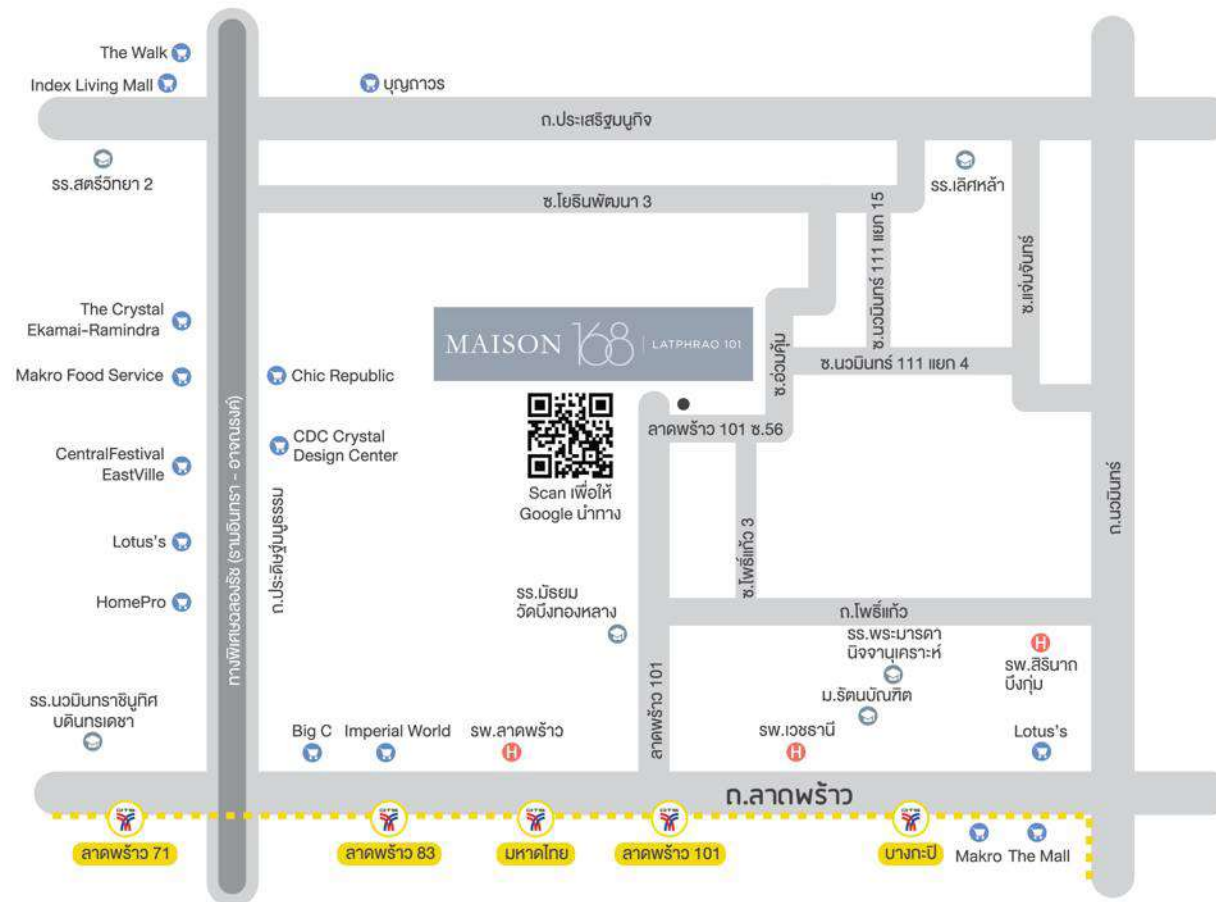 The Walk
Index Living Mall
บุญถาวร
ถ.ประเสริฐมนูกิจ
รร.สตรีวิทยา 2
รร.เลิศหล้า
ซ.โยธินพัฒนา 3
ซ.นวมินทร์ 111 แยก 15
ซ.แจ่มจันทร์
The Crystal
Ekamai-Ramindra
MAISON 168 | LATPHRAO 101
ซ.อ่วมคุ้ม
ซ.นวมินทร์ 111 แยก 4
Makro Food Service
Chic Republic
ลาดพร้าว 101 ซ.56
CDC Crystal
Design Center
CentralFestival
EastVille
Scan เพื่อให้
Google นำทาง
ทางพิเศษฉลองรัช (รามอินทรา - อาจณรงค์)
ถ.ประดิษฐ์มนูธรรม
ถ.นวมินทร์
Lotus's
ซ.โพธิ์แก้ว 3
HomePro
รร.มัธยม
วัดบึงทองหลาง
ถ.โพธิ์แก้ว
รร.พระมารดา
นิจจานุเคราะห์
H
รพ.สิรินาถ
บึงกุ่ม
ม.รัตนบัณฑิต
ลาดพร้าว 101
รร.นวมินทราชินูทิศ
บดินทรเดชา
Big C
Imperial World
รพ.ลาดพร้าว
H
รพ.เวชธานี
H
Lotus's
ถ.ลาดพร้าว
ลาดพร้าว 71
ลาดพร้าว 83
มหาดไทย
ลาดพร้าว 101
บางกะปิ
Makro
The Mall